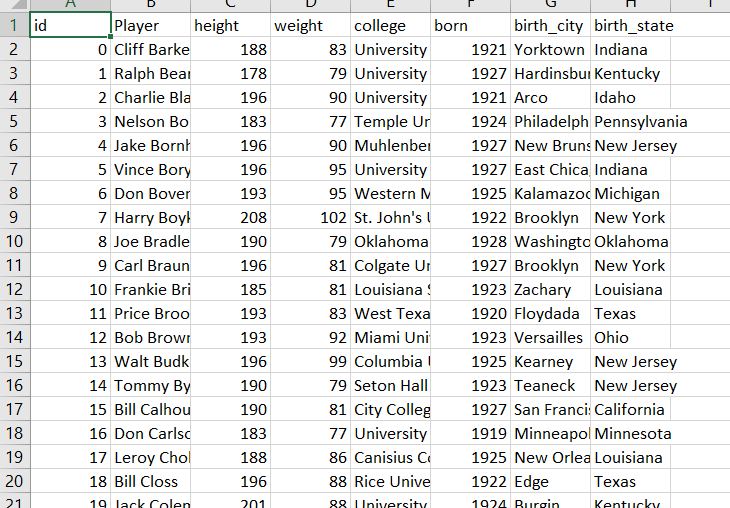 A B C D E F G H
1 id Player height weight college born birth_city birth_state
2 0 Cliff Barke 188 83 University 1921 Yorktown Indiana
3 1 Ralph Bear 178 79 University 1927 Hardinsbur Kentucky
4 2 Charlie Bla 196 90 University 1921 Arco Idaho
5 3 Nelson Bo 183 77 Temple Un 1924 Philadelph Pennsylvania
6 4 Jake Bornh 196 90 Muhlenber 1927 New Bruns New Jersey
7 5 Vince Bory 196 95 University 1927 East Chica Indiana
8 6 Don Bover 193 95 Western M 1925 Kalamazoo Michigan
9 7 Harry Boyk 208 102 St. John's U 1922 Brooklyn New York
10 8 Joe Bradle 190 79 Oklahoma 1928 Washingto Oklahoma
11 9 Carl Braun 196 81 Colgate Un 1927 Brooklyn New York
12 10 Frankie Bri 185 81 Louisiana S 1923 Zachary Louisiana
13 11 Price Broo 193 83 West Texa 1920 Floydada Texas
14 12 Bob Brown 193 92 Miami Uni 1923 Versailles Ohio
15 13 Walt Budk 196 99 Columbia U 1925 Kearney New Jersey
16 14 Tommy By 190 79 Seton Hall 1923 Teaneck New Jersey
17 15 Bill Calhou 190 81 City Colleg 1927 San Francis California
18 16 Don Carlso 183 77 University 1919 Minneapol Minnesota
19 17 Leroy Chol 188 86 Canisius Co 1925 New Orlea Louisiana
20 18 Bill Closs 196 88 Rice Unive 1922 Edge Texas
21 19 Jack Colem 201 88 University 1924 Burgin Kentucky